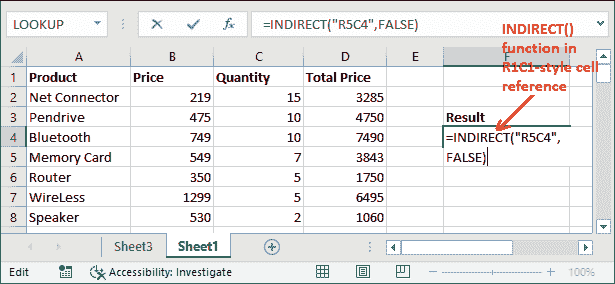 LOOKUP =INDIRECT("R5C4",FALSE)
INDIRECT()
function in
R1C1-style cell
reference
A B C D E F
1 Product Price Quantity Total Price
2 Net Connector 219 15 3285
3 Pendrive 475 10 4750 Result
4 Bluetooth 749 10 7490 =INDIRECT("R5C4",
5 Memory Card 549 7 3843 FALSE)
6 Router 350 5 1750
7 WireLess 1299 5 6495
8 Speaker 530 2 1060
Sheet3 Sheet1
Edit Accessibility: Investigate 100%